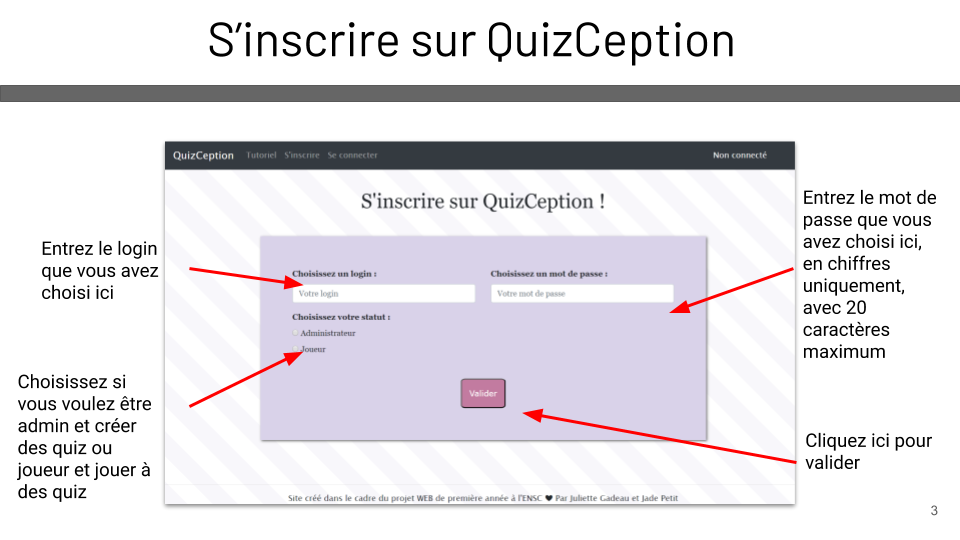 S'inscrire sur QuizCeption
QuizCeption Tutoriel S'inscrire Se connecter Non connecté
S'inscrire sur QuizCeption !
Entrez le login
que vous avez
choisi ici
Choisissez un login :
Votre login
Choisissez un mot de passe :
Votre mot de passe
Choisissez votre statut :
Administrateur
Joueur
Valider
Entrez le mot de
passe que vous
avez choisi ici,
en chiffres
uniquement,
avec 20
caractères
maximum
Choisissez si
vous voulez être
admin et créer
des quiz ou
joueur et jouer à
des quiz
Cliquez ici pour
valider
Site créé dans le cadre du projet WEB de première année à l'ENSC ❤ Par Juliette Gadeau et Jade Petit
3